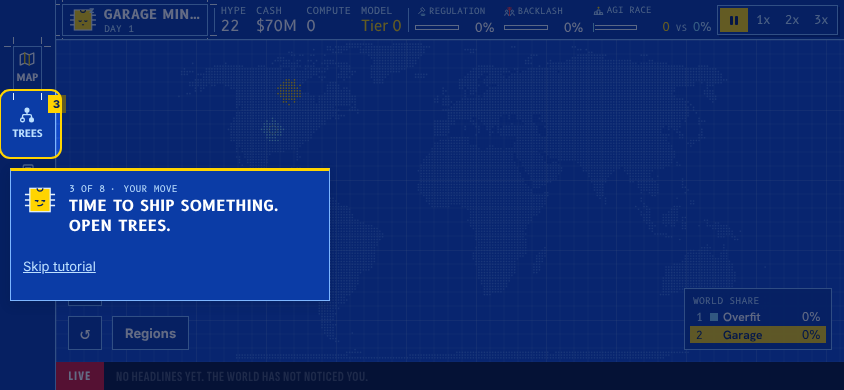 GARAGE MIN...
DAY 1
HYPE
22
CASH
$70M
COMPUTE
0
MODEL
Tier 0
REGULATION
0%
BACKLASH
0%
AGI RACE
0 VS 0%
1x
2x
3x
MAP
3
TREES
3 OF 8 · YOUR MOVE
TIME TO SHIP SOMETHING.
OPEN TREES.
Skip tutorial
Regions
WORLD SHARE
1 Overfit 0%
2 Garage 0%
LIVE
NO HEADLINES YET. THE WORLD HAS NOT NOTICED YOU.